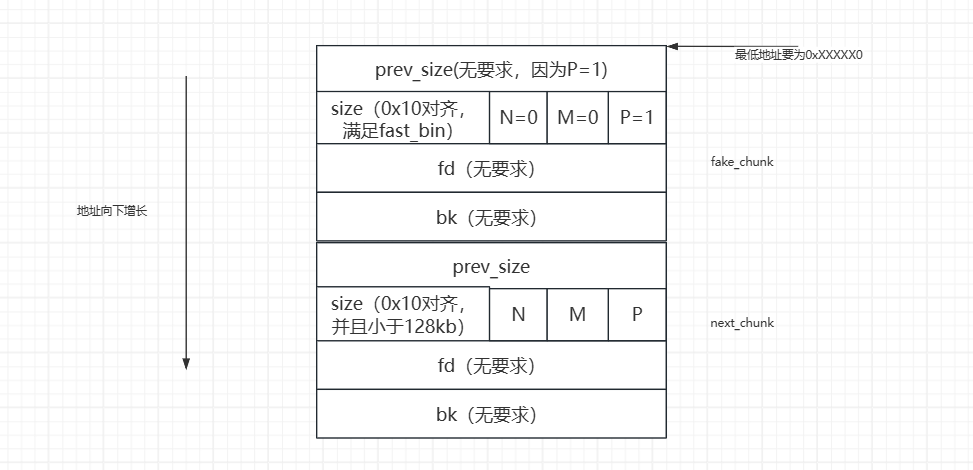 最低地址要为0xXXXXX0
prev_size(无要求，因为P=1)
size（0x10对齐，
满足fast_bin）
N=0
M=0
P=1
fd（无要求）
fake_chunk
bk（无要求）
地址向下增长
prev_size
size（0x10对齐，
并且小于128kb）
N
M
P
next_chunk
fd（无要求）
bk（无要求）